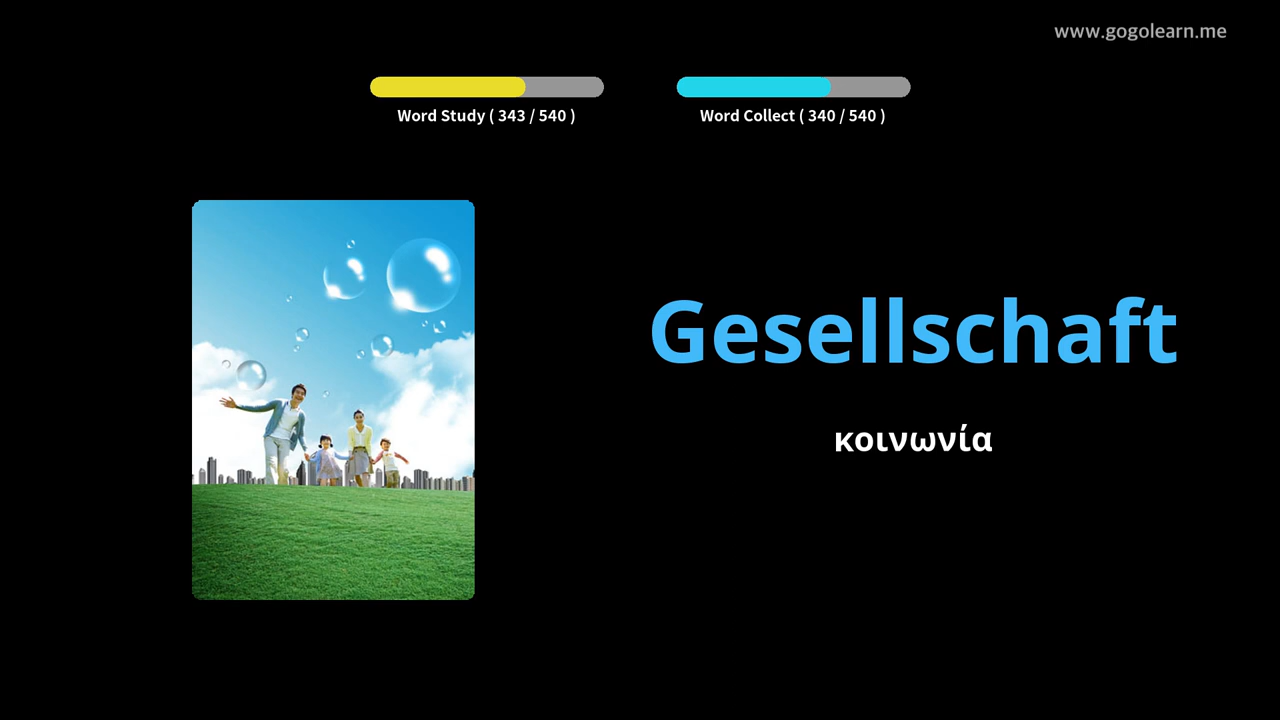 www.gogolearn.me
Word Study ( 343 / 540 )
Word Collect ( 340 / 540 )
Gesellschaft
κοινωνία